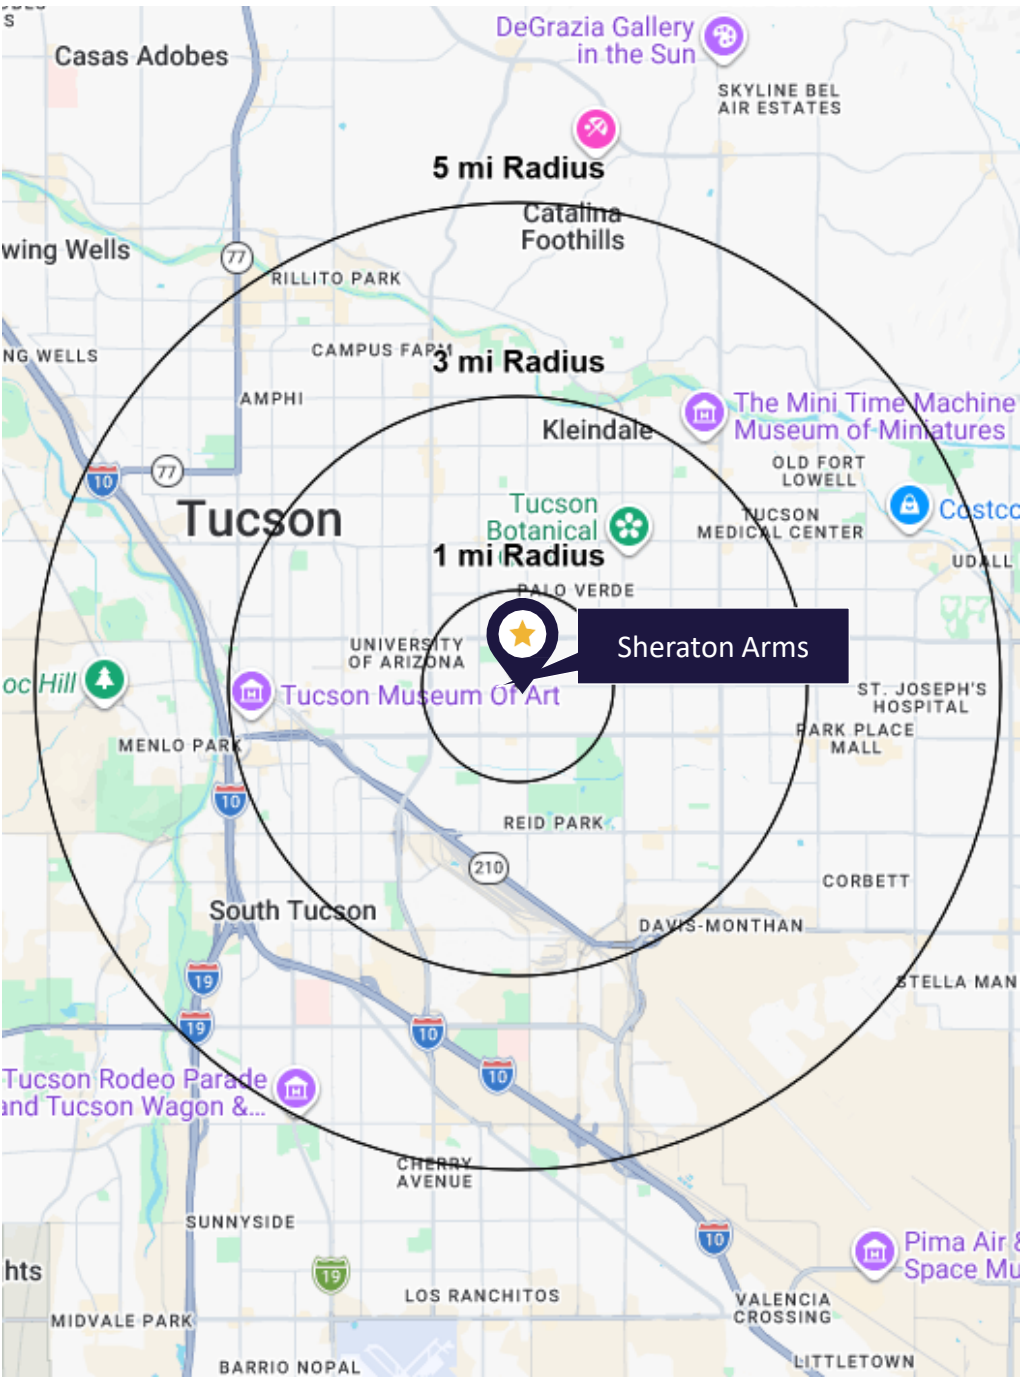 S
Casas Adobes
DeGrazia Gallery
in the Sun
SKYLINE BEL
AIR ESTATES
5 mi Radius
Catalina
Foothills
wing Wells
77
RILLITO PARK
NG WELLS
CAMPUS FARM
3 mi Radius
AMPHI
The Mini Time Machine
Museum of Miniatures
Kleindale
OLD FORT
LOWELL
77
10
Tucson
Tucson
Botanical
TUCSON
MEDICAL CENTER
Costco
1 mi Radius
UDALL
PALO VERDE
Sheraton Arms
UNIVERSITY
OF ARIZONA
oc Hill
Tucson Museum Of Art
ST. JOSEPH'S
HOSPITAL
PARK PLACE
MALL
MENLO PARK
10
REID PARK
210
CORBETT
South Tucson
DAVIS-MONTHAN
19
STELLA MAN
19
10
10
Tucson Rodeo Parade
and Tucson Wagon &...
CHERRY
AVENUE
SUNNYSIDE
10
Pima Air &
Space Mu
hts
19
LOS RANCHITOS
VALENCIA
CROSSING
MIDVALE PARK
BARRIO NOPAL
LITTLETOWN